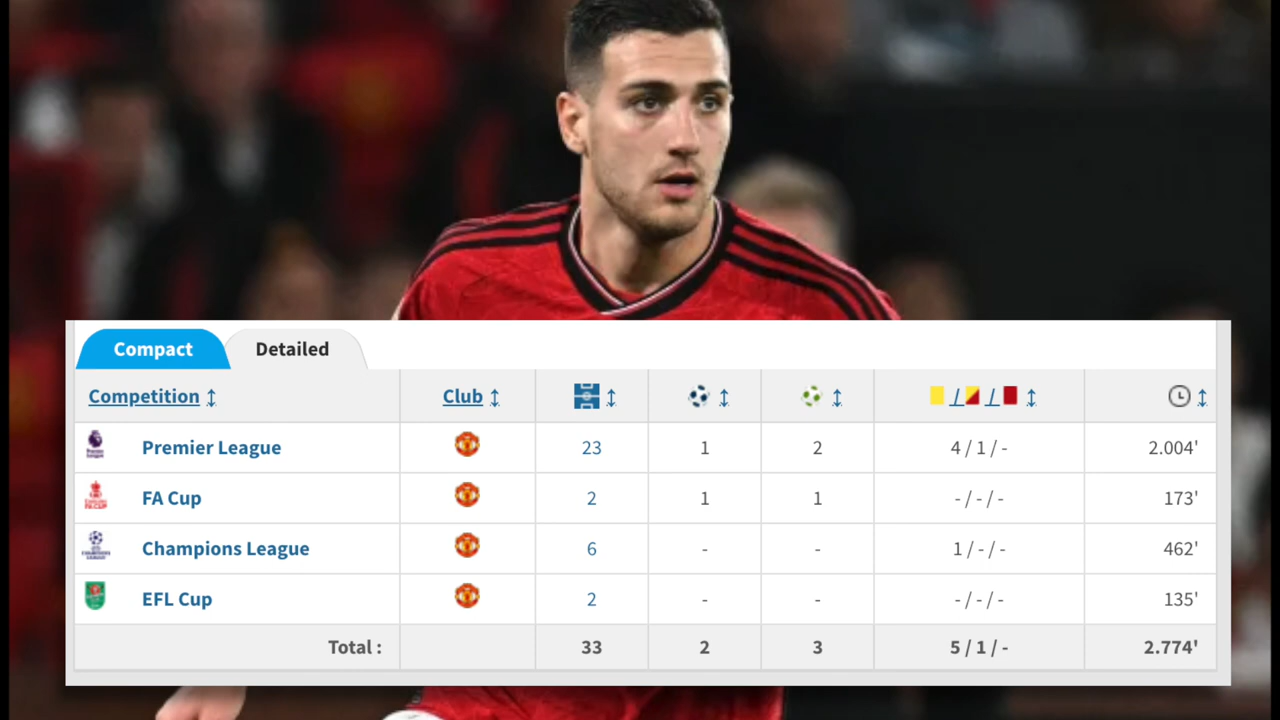 Compact Detailed
Competition Club / /
Premier League 23 1 2 4 / 1 / - 2.004'
FA Cup 2 1 1 - / - / - 173'
Champions League 6 - - 1 / - / - 462'
EFL Cup 2 - - - / - / - 135'
Total : 33 2 3 5 / 1 / - 2.774'